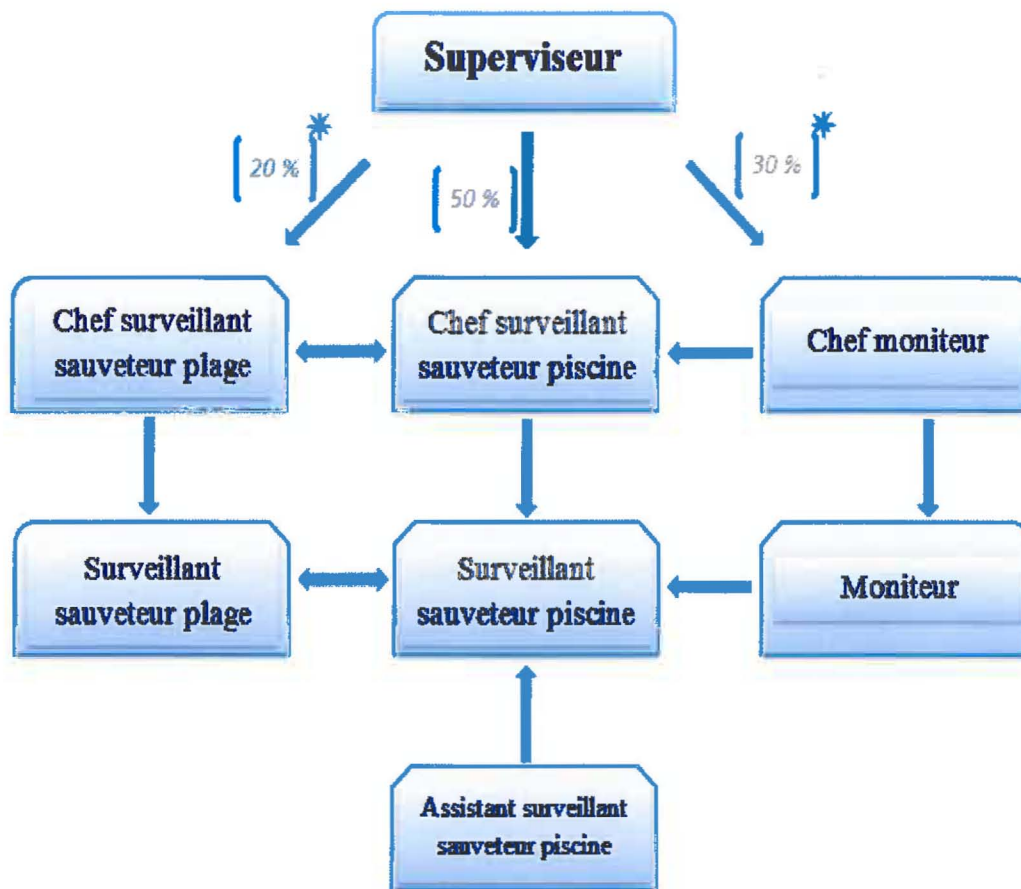 Superviseur
20 %
50 %
30 %
Chef surveillant
sauveteur plage
Chef surveillant
sauveteur piscine
Chef moniteur
Surveillant
sauveteur plage
Surveillant
sauveteur piscine
Moniteur
Assistant surveillant
sauveteur piscine